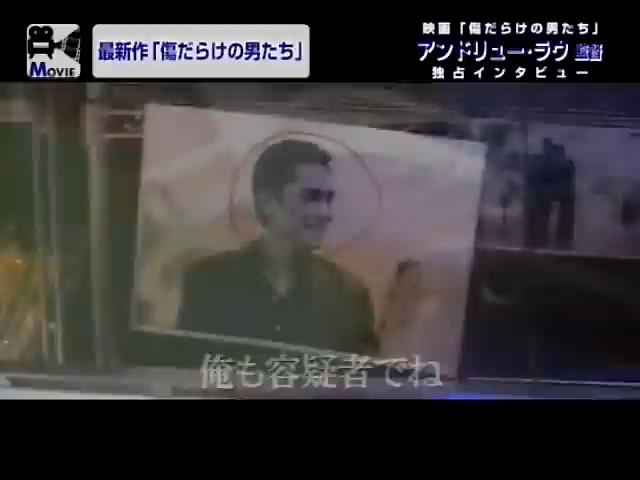 MOVIE
最新作「傷だらけの男たち」
映画「傷だらけの男たち」
アンドリュー・ラウ 監督
独占インタビュー
俺も容疑者でね